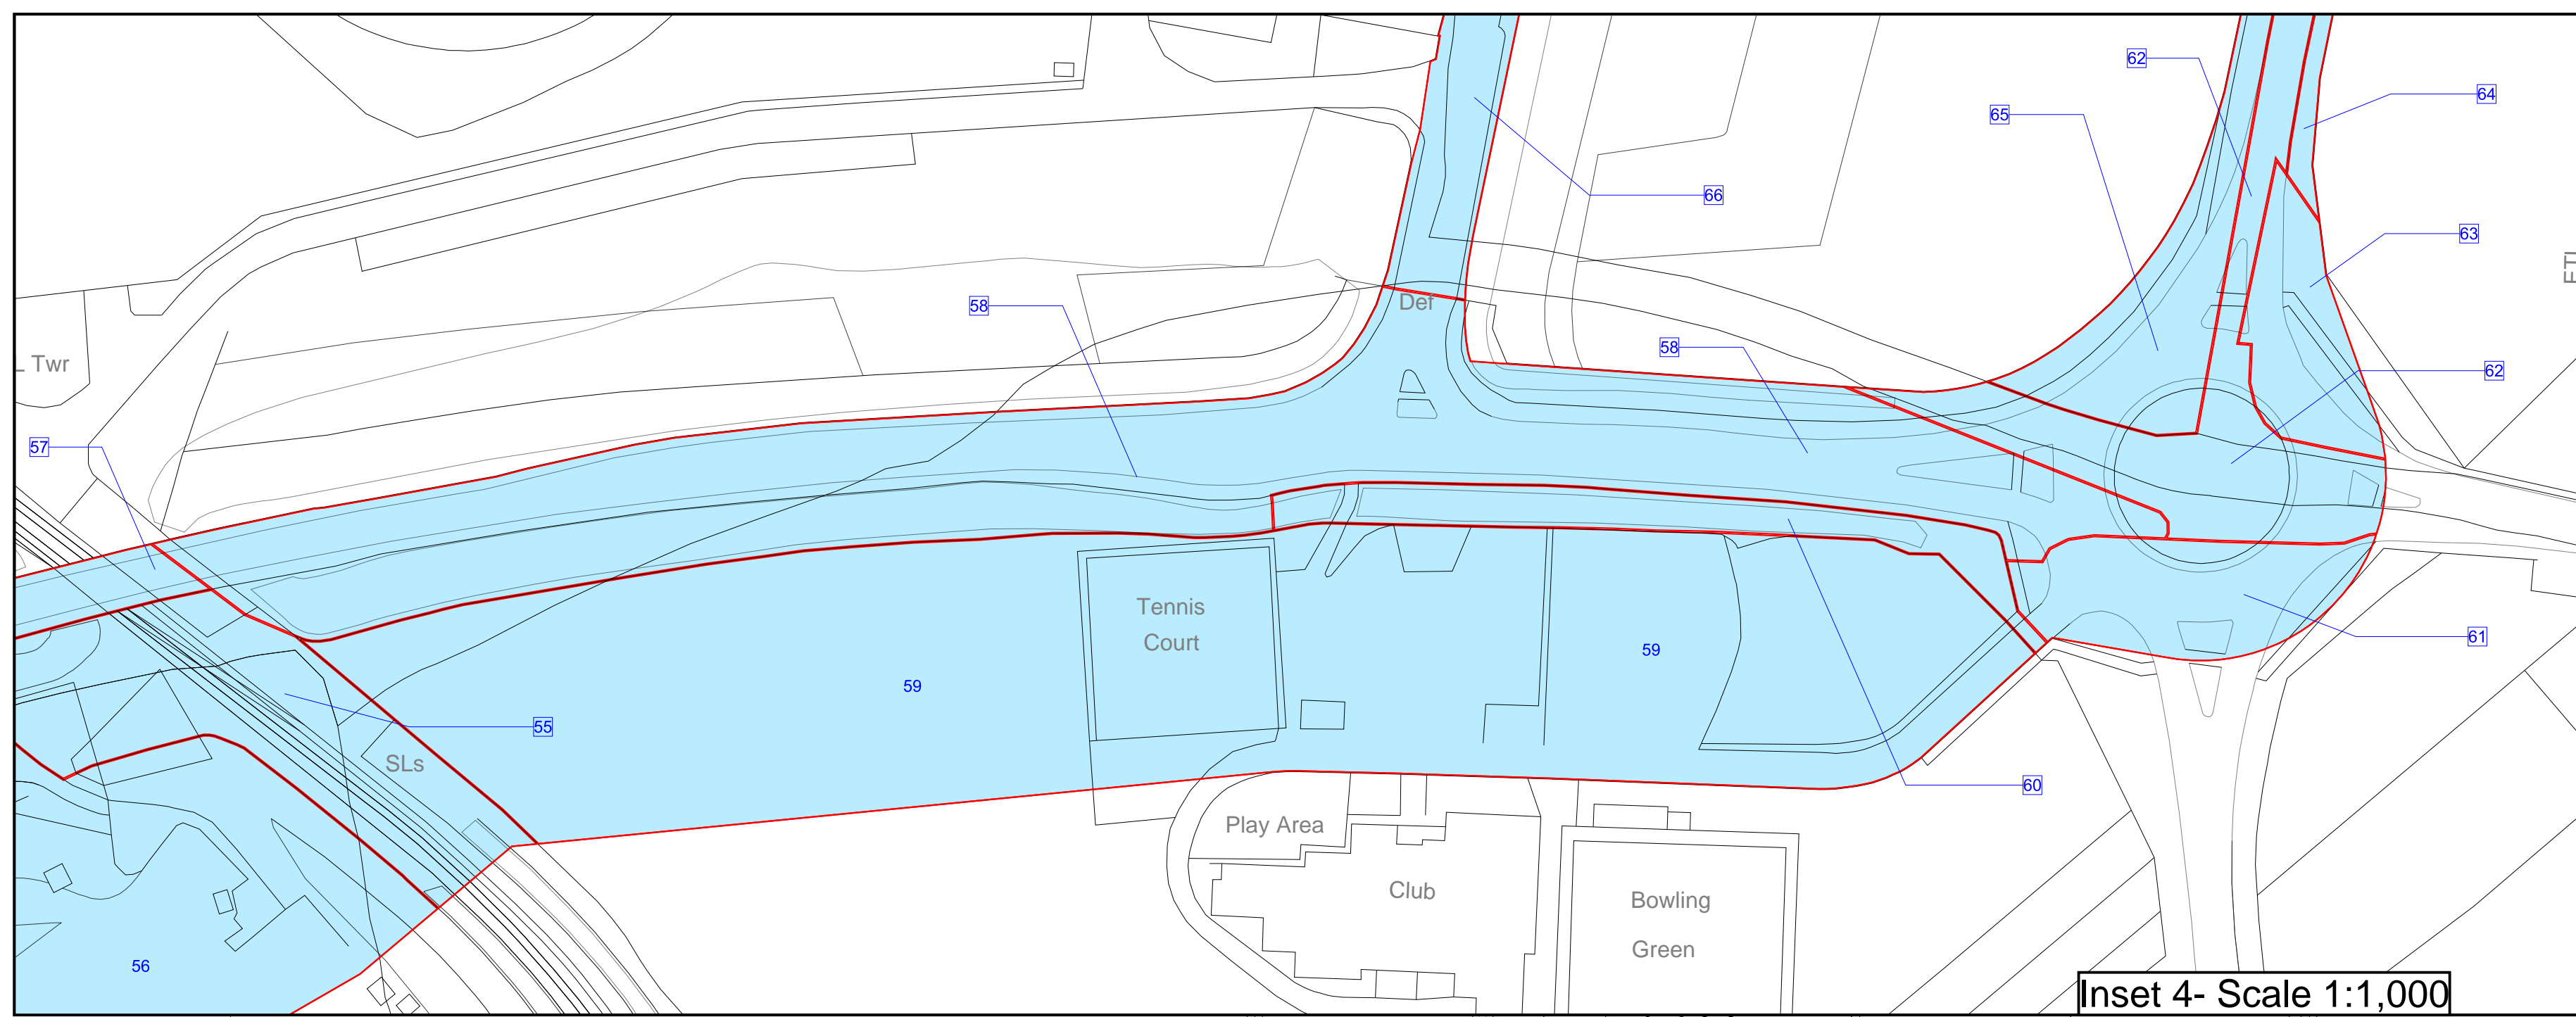 62
64
65
66
63
58
Def
58
Twr
62
57
Tennis
Court
61
59
59
55
SLs
60
Play Area
Club
Bowling
Green
56
Inset 4- Scale 1:1,000